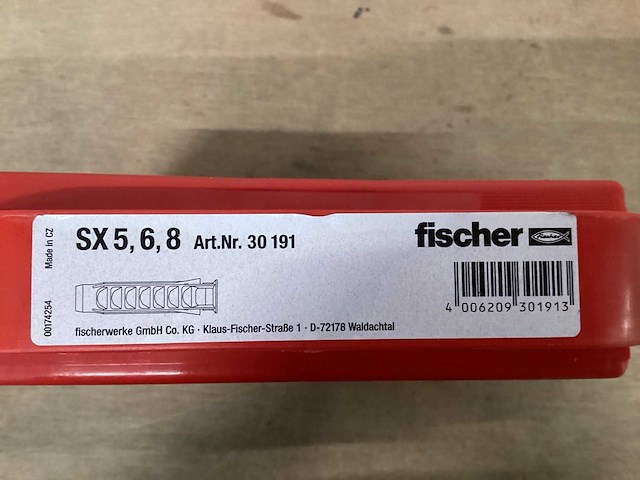 SX 5, 6, 8 Art.Nr. 30 191
fischer
Made in CZ
00174254
4 006209 301913
fischerwerke GmbH Co. KG · Klaus-Fischer-Straße 1 · D-72178 Waldachtal